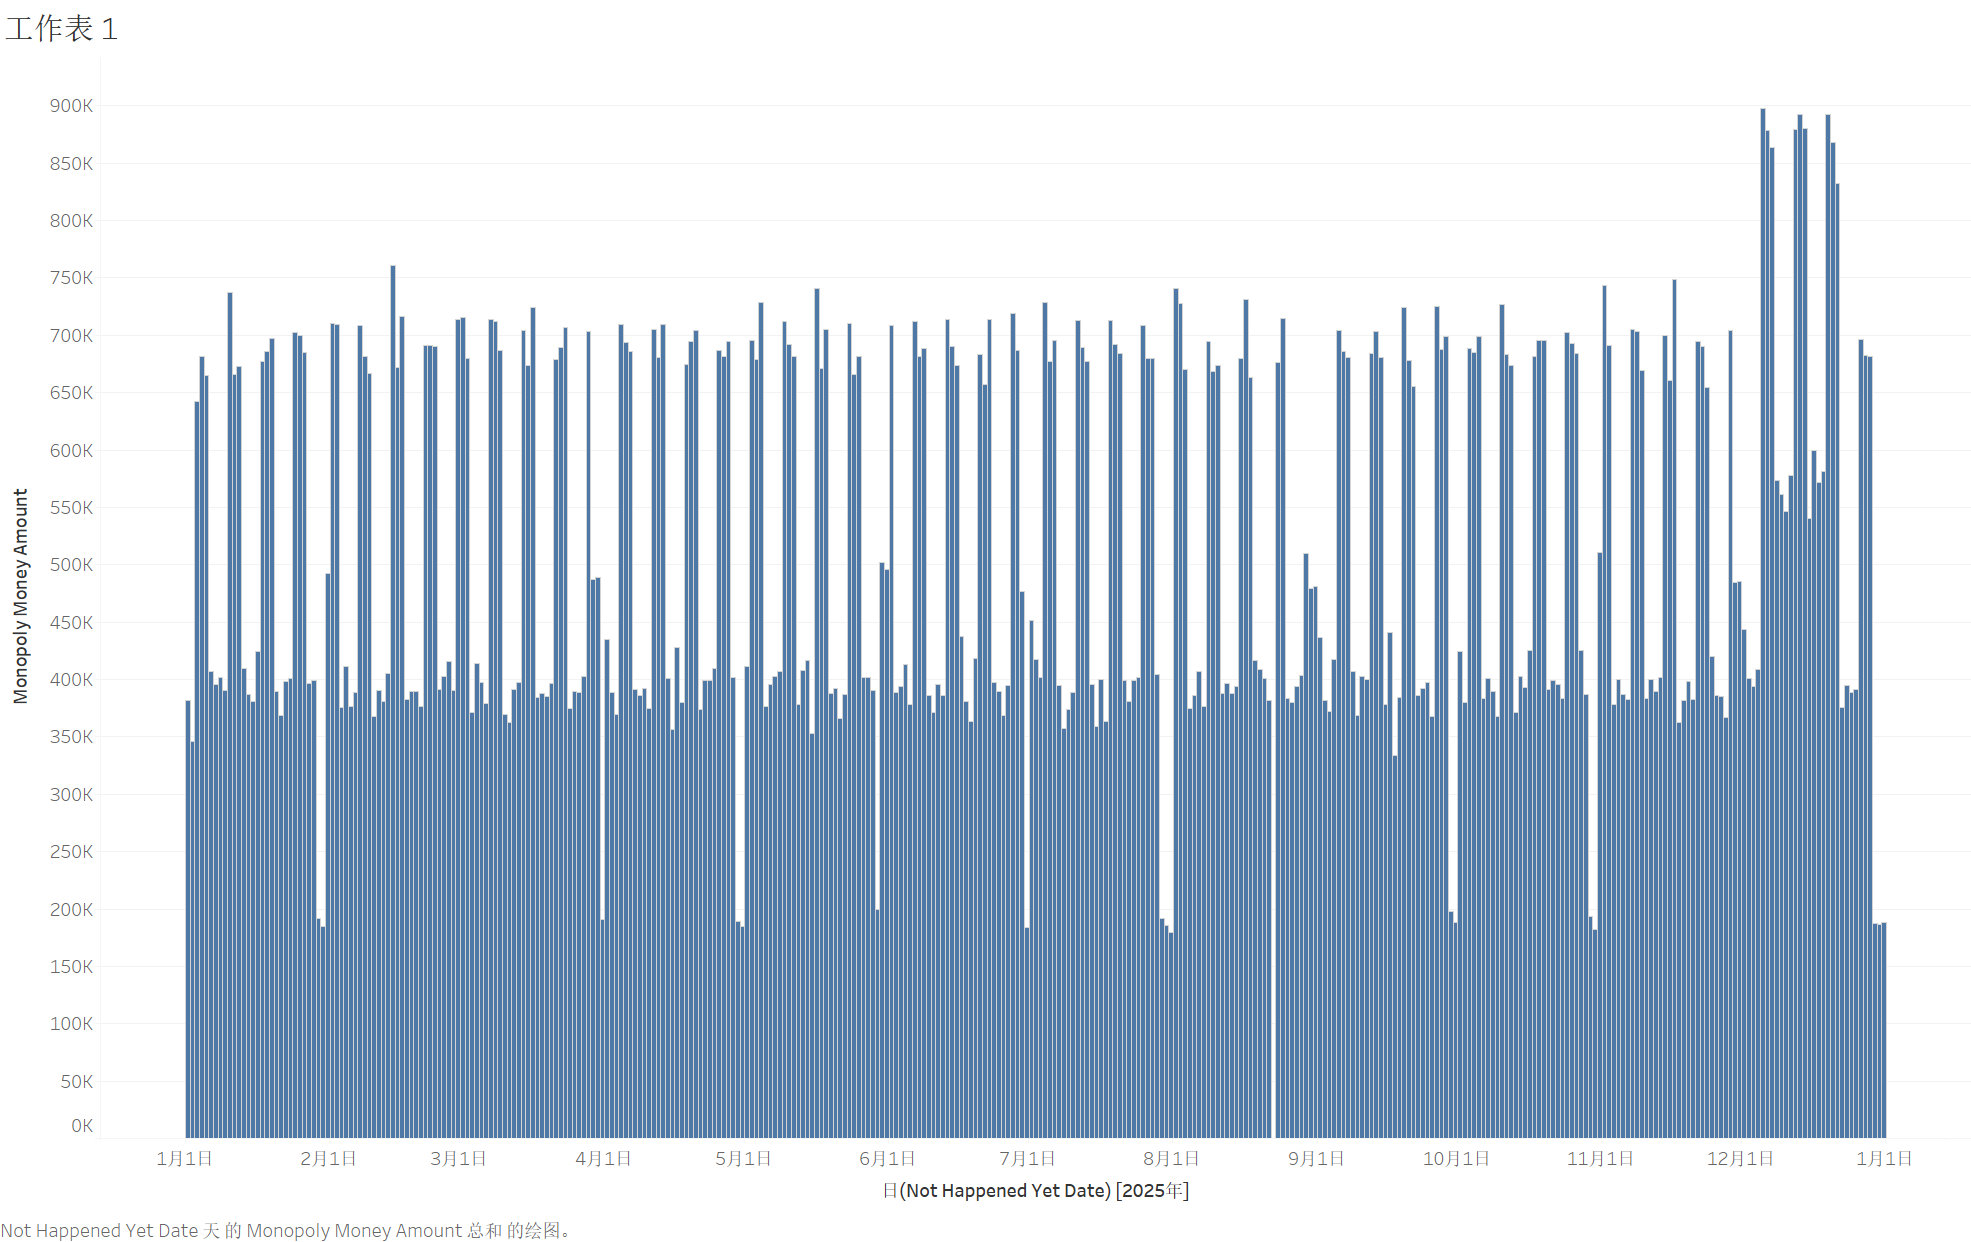 工作表 1
900K
850K
800K
750K
700K
650K
600K
550K
500K
450K
400K
350K
300K
250K
200K
150K
100K
50K
0K
Monopoly Money Amount
1月1日 2月1日 3月1日 4月1日 5月1日 6月1日 7月1日 8月1日 9月1日 10月1日 11月1日 12月1日 1月1日
日(Not Happened Yet Date) [2025年]
Not Happened Yet Date 天 的 Monopoly Money Amount 总和 的绘图。